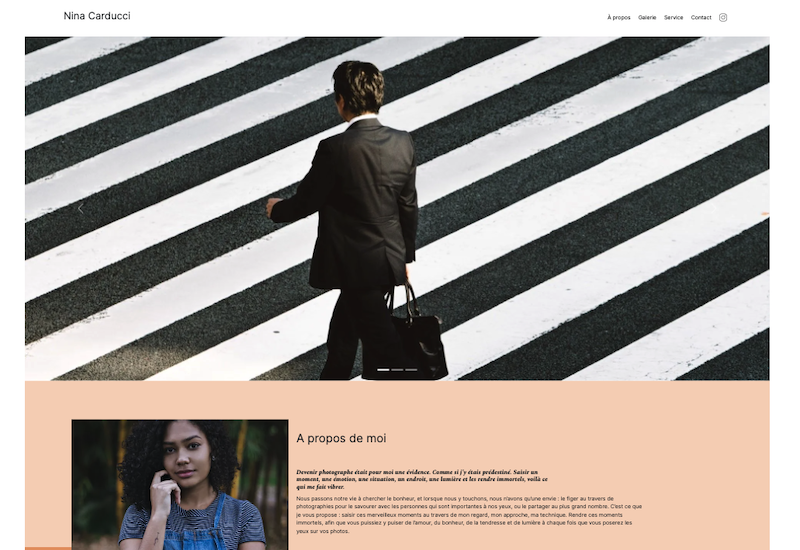 Nina Carducci
À propos Galerie Service Contact
A propos de moi
Devenir photographe était pour moi une évidence. Comme si j'y étais prédestiné. Saisir un
moment, une émotion, une situation, un endroit, une lumière et les rendre immortels, voilà ce
qui me fait vibrer.
Nous passons notre vie à chercher le bonheur, et lorsque nous y touchons, nous n'avons qu'une envie : le figer au travers de
photographies pour le savourer avec les personnes qui sont importantes à nos yeux, ou le partager au plus grand nombre. C'est ce que
je vous propose : saisir ces merveilleux moments au travers de mon regard, mon approche, ma technique. Rendre ces moments
immortels, afin que vous puissiez y puiser de l'amour, du bonheur, de la tendresse et de lumière à chaque fois que vous poserez les
yeux sur vos photos.